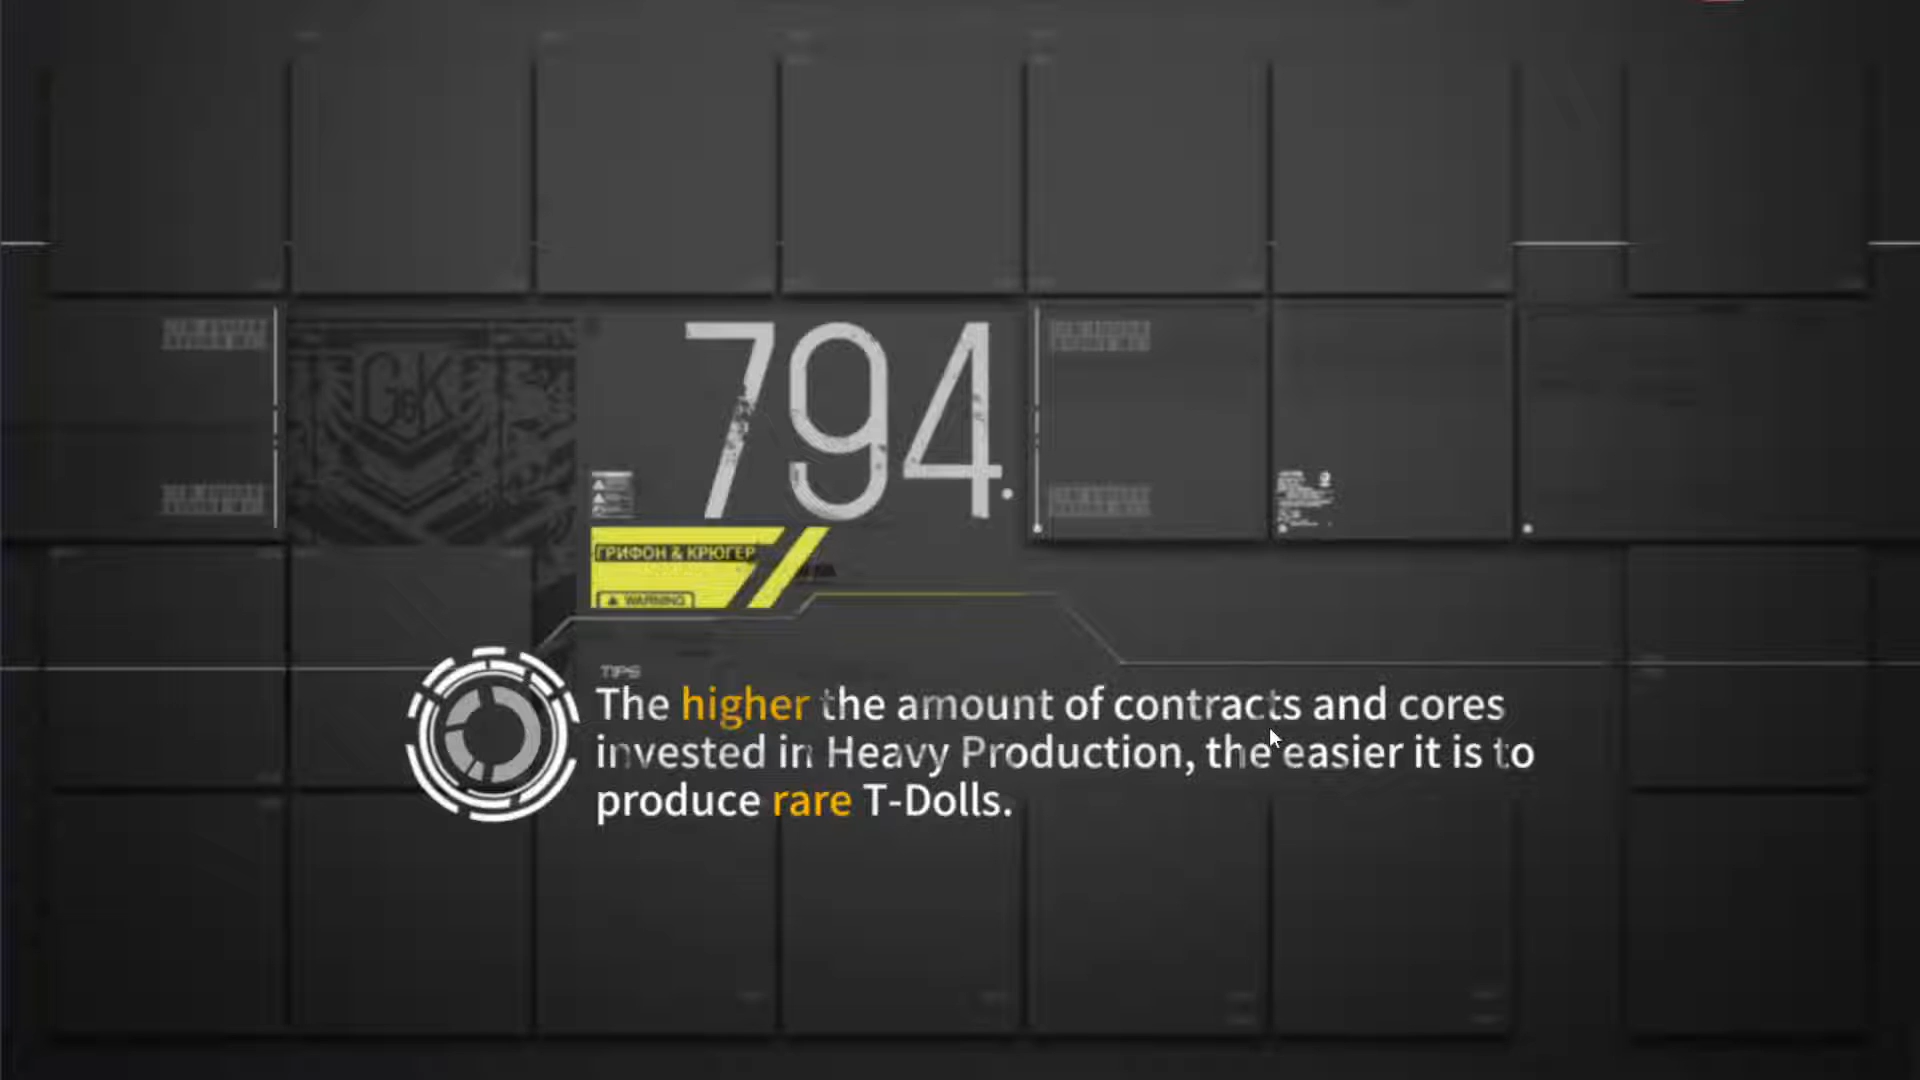 G&K
794.
ГРИФОН & КРЮГЕР
WARNING
TIPS
The higher the amount of contracts and cores
invested in Heavy Production, the easier it is to
produce rare T-Dolls.